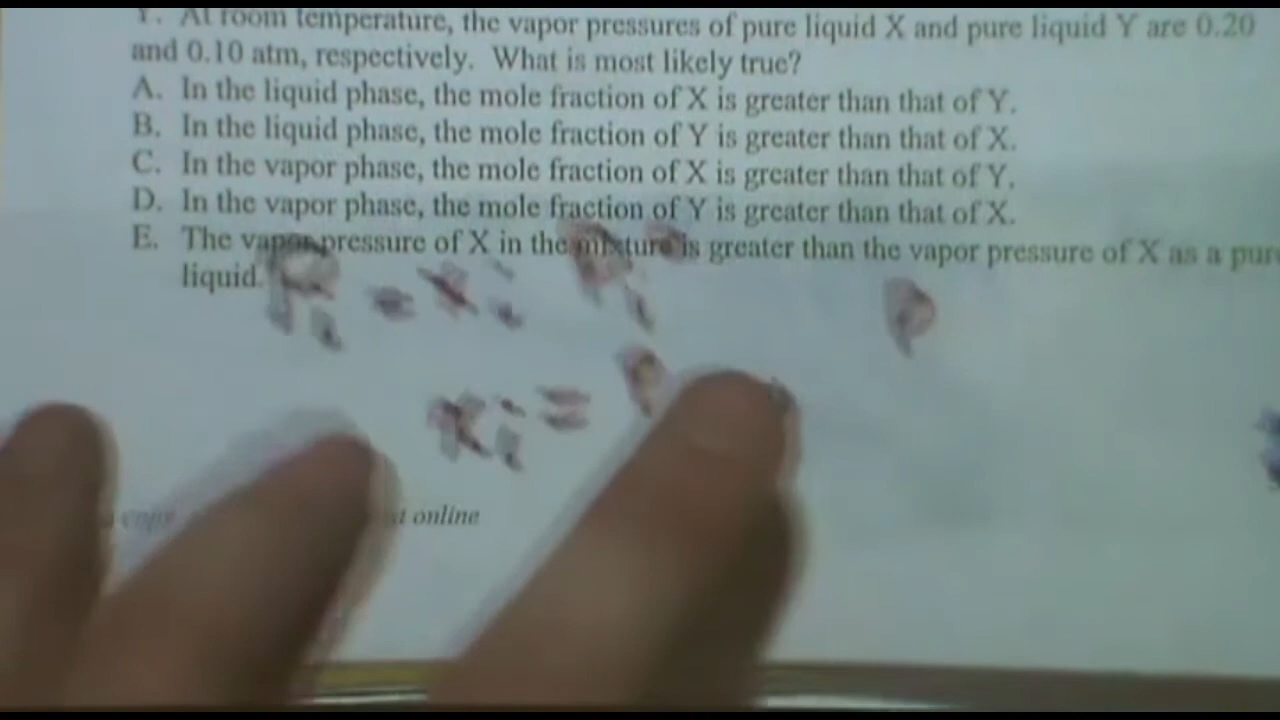 Y. At room temperature, the vapor pressures of pure liquid X and pure liquid Y are 0.20
and 0.10 atm, respectively. What is most likely true?
A. In the liquid phase, the mole fraction of X is greater than that of Y.
B. In the liquid phase, the mole fraction of Y is greater than that of X.
C. In the vapor phase, the mole fraction of X is greater than that of Y.
D. In the vapor phase, the mole fraction of Y is greater than that of X.
E. The vapor pressure of X in the mixture is greater than the vapor pressure of X as a pure
liquid.
Pi = xi Pi°
P
xi = P
copy online